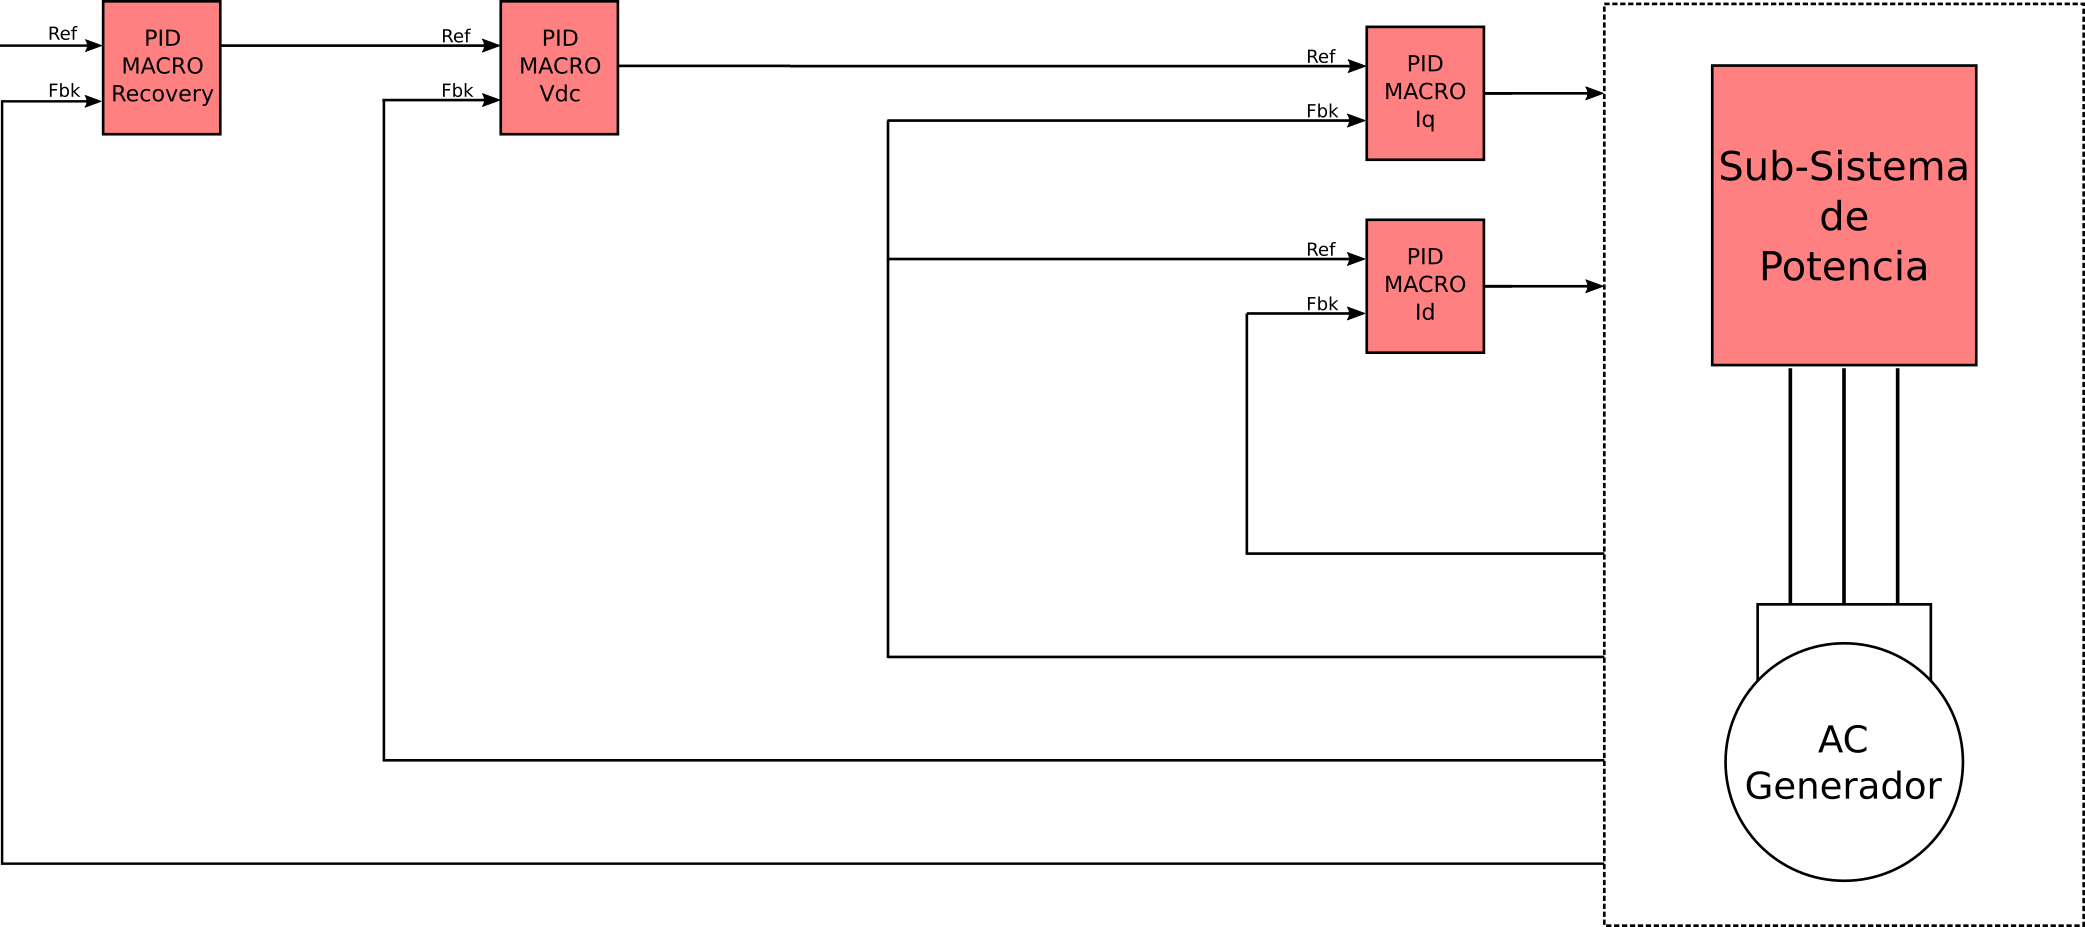 Ref
Fbk
PID
MACRO
Recovery
Ref
Fbk
PID
MACRO
Vdc
Ref
Fbk
PID
MACRO
Iq
Ref
Fbk
PID
MACRO
Id
Sub-Sistema
de
Potencia
AC
Generador